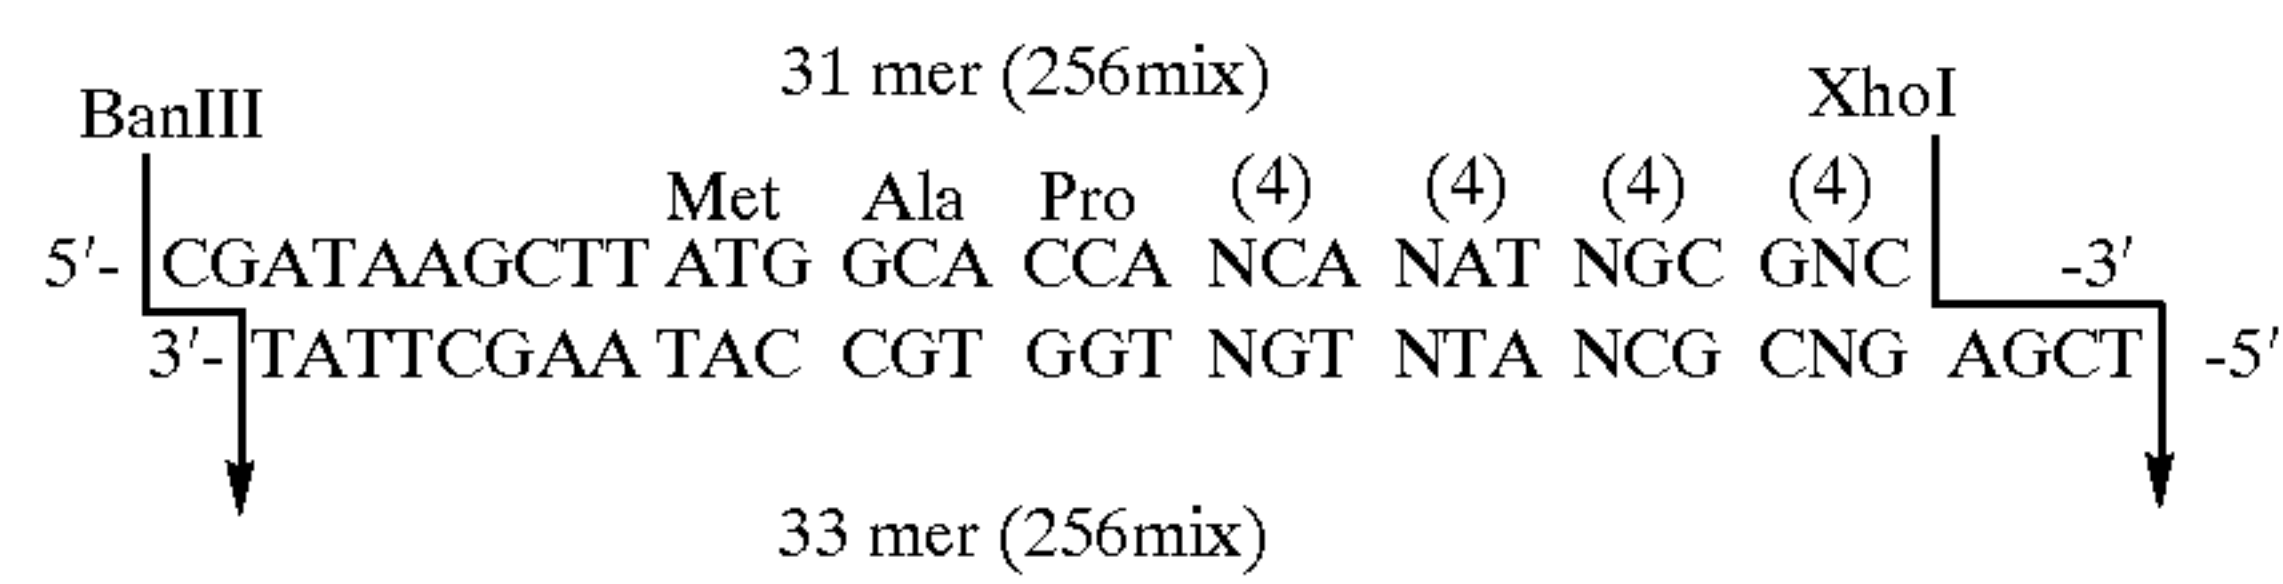 31 mer (256mix)
BanIII XhoI
Met Ala Pro (4) (4) (4) (4)
5′- CGATAAGCTT ATG GCA CCA NCA NAT NGC GNC -3′
3′- TATTCGAA TAC CGT GGT NGT NTA NCG CNG AGCT -5′
33 mer (256mix)